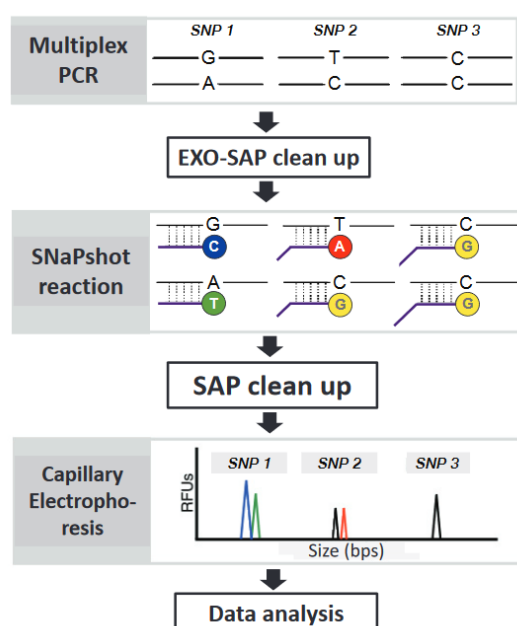 Multiplex
PCR
SNP 1 SNP 2 SNP 3
G T C
A C C
EXO-SAP clean up
SNaPshot
reaction
G T C
C A G
A C C
T G G
SAP clean up
Capillary
Electropho-
resis
RFUs
SNP 1 SNP 2 SNP 3
Size (bps)
Data analysis